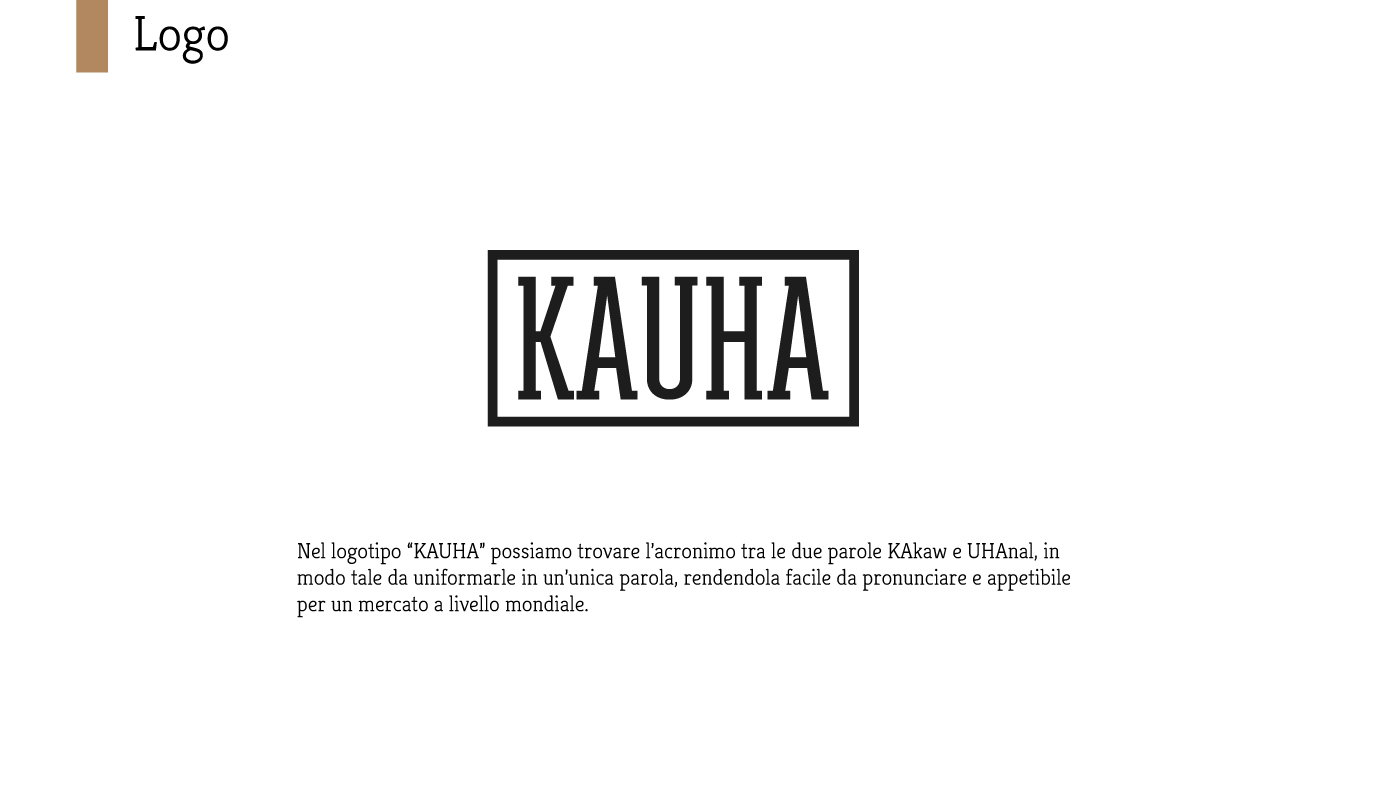 Logo
KAUHA
Nel logotipo “KAUHA” possiamo trovare l’acronimo tra le due parole KAkaw e UHAnal, in
modo tale da uniformarle in un’unica parola, rendendola facile da pronunciare e appetibile
per un mercato a livello mondiale.